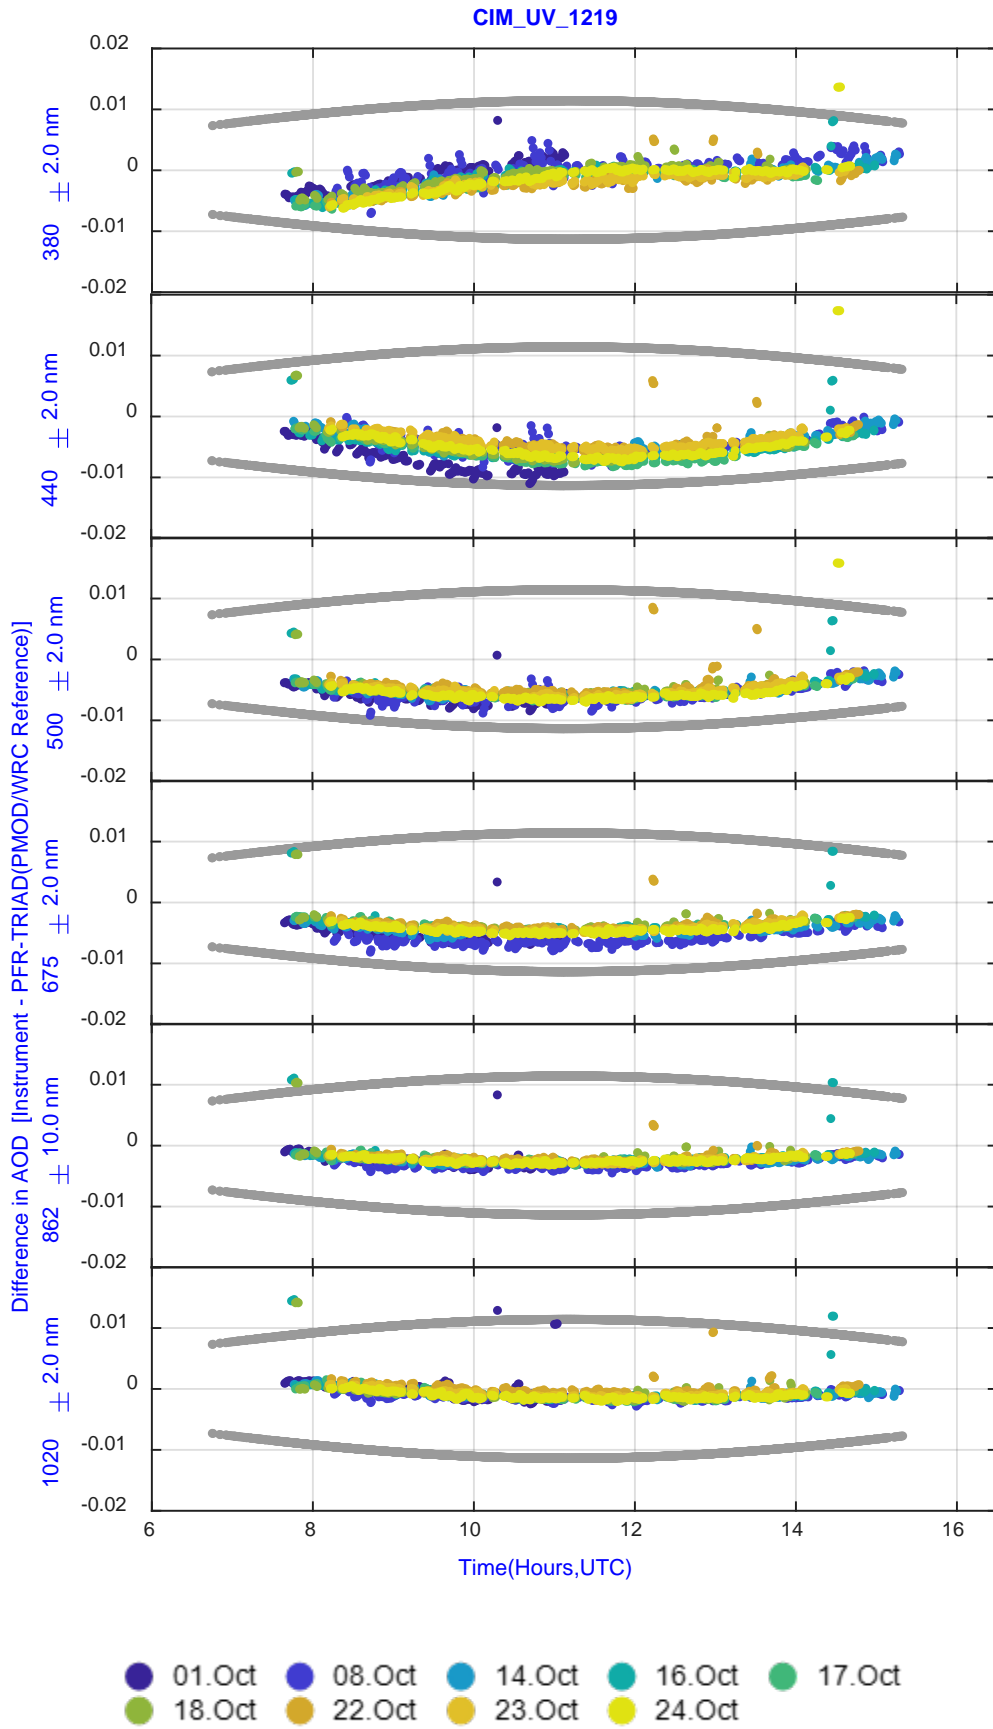 CIM_UV_1219
0.02
0.01
0
-0.01
-0.02
380 ± 2.0 nm
0.01
0
-0.01
-0.02
440 ± 2.0 nm
0.01
0
-0.01
-0.02
500 ± 2.0 nm
0.01
0
-0.01
-0.02
675 ± 2.0 nm
0.01
0
-0.01
-0.02
862 ± 10.0 nm
0.01
0
-0.01
-0.02
1020 ± 2.0 nm
Difference in AOD [Instrument - PFR-TRIAD(PMOD/WRC Reference)]
6 8 10 12 14 16
Time(Hours,UTC)
01.Oct 08.Oct 14.Oct 16.Oct 17.Oct
18.Oct 22.Oct 23.Oct 24.Oct